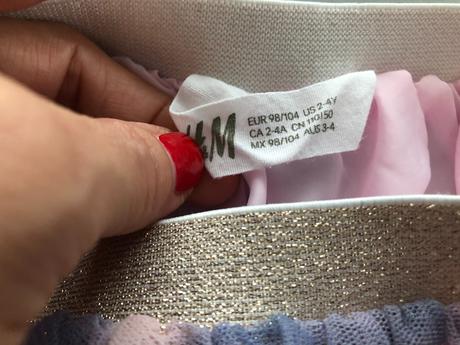 H&M
EUR 98/104 US 2-4Y
CA 2-4A CN 110/50
MX 98/104 AUS 3-4